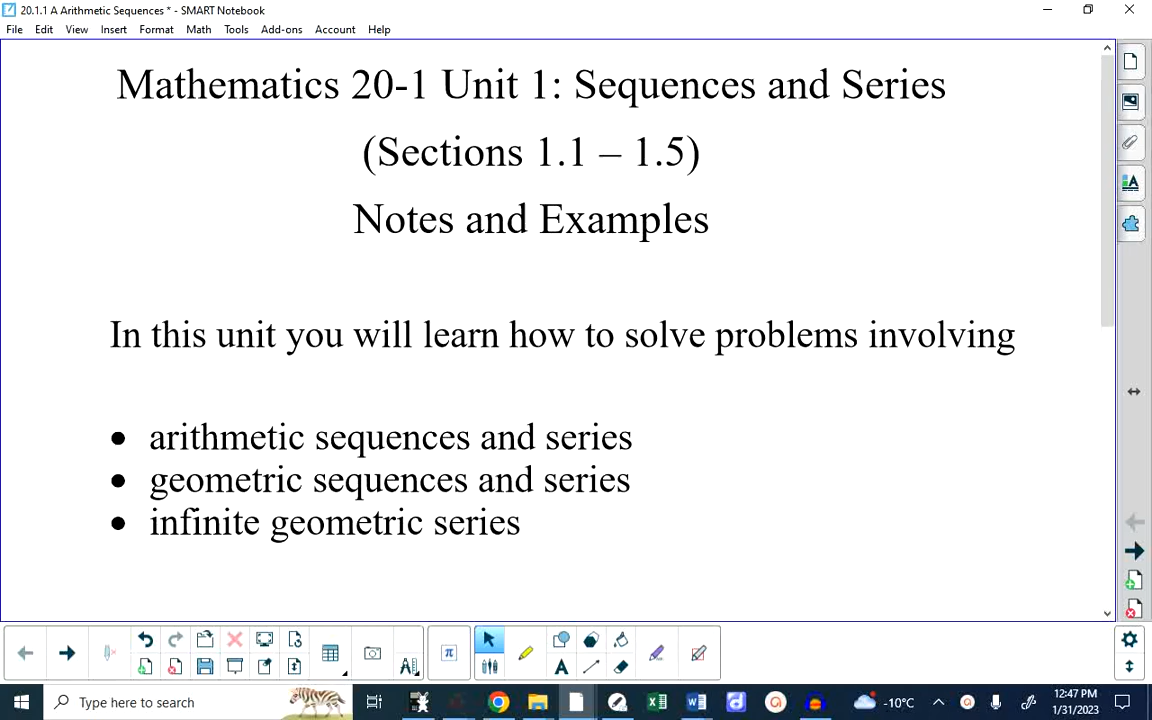 20.1.1 A Arithmetic Sequences * - SMART Notebook
File Edit View Insert Format Math Tools Add-ons Account Help
Mathematics 20-1 Unit 1: Sequences and Series
(Sections 1.1 – 1.5)
Notes and Examples
In this unit you will learn how to solve problems involving
• arithmetic sequences and series
• geometric sequences and series
• infinite geometric series
Type here to search
-10°C
12:47 PM
1/31/2023